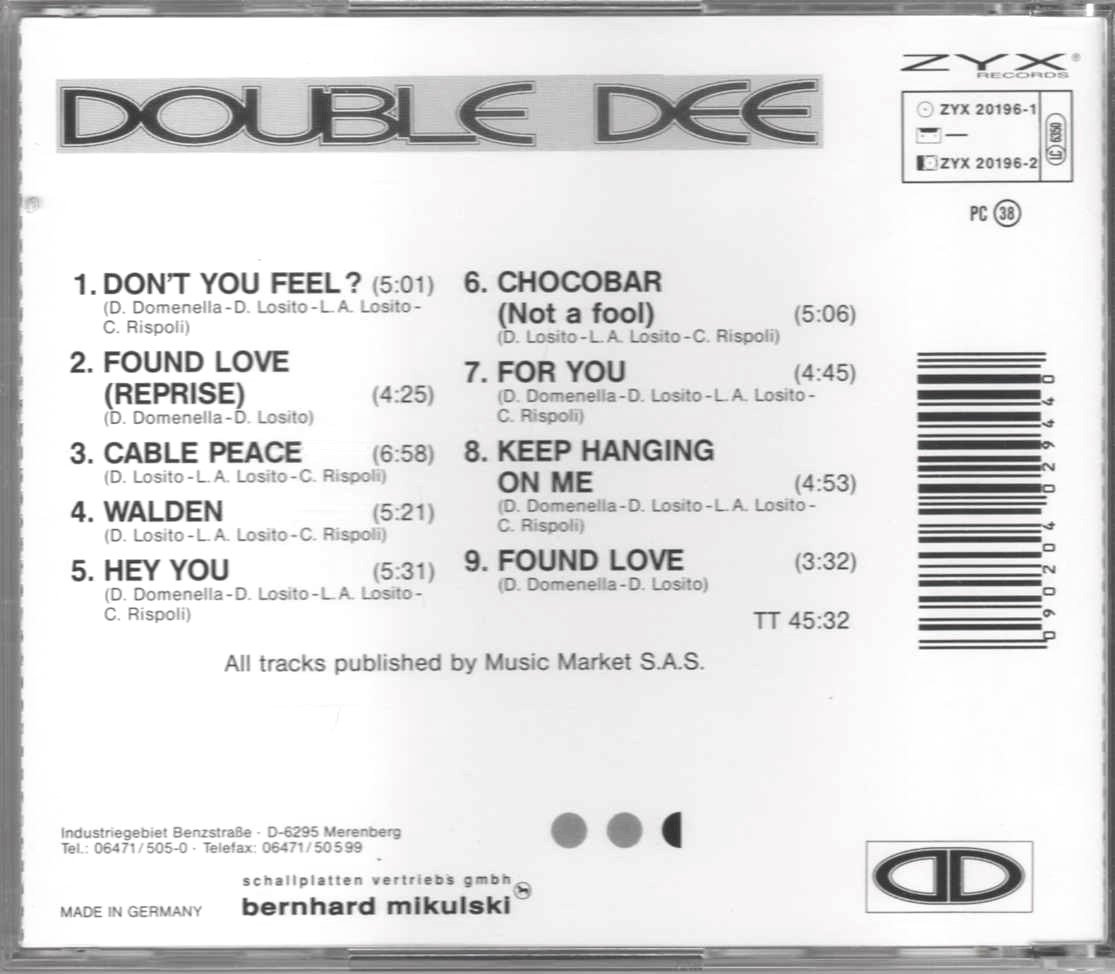 DOUBLE DEE
ZYX®
RECORDS
ZYX 20196-1
—
ZYX 20196-2
LC 6350
PC 38
1. DON'T YOU FEEL? (5:01)
(D. Domenella-D. Losito-L.A. Losito-
C. Rispoli)
2. FOUND LOVE
(REPRISE) (4:25)
(D. Domenella-D. Losito)
3. CABLE PEACE (6:58)
(D. Losito-L.A. Losito-C. Rispoli)
4. WALDEN (5:21)
(D. Losito-L.A. Losito-C. Rispoli)
5. HEY YOU (5:31)
(D. Domenella-D. Losito-L.A. Losito-
C. Rispoli)
6. CHOCOBAR
(Not a fool) (5:06)
(D. Losito-L.A. Losito-C. Rispoli)
7. FOR YOU (4:45)
(D. Domenella-D. Losito-L.A. Losito-
C. Rispoli)
8. KEEP HANGING
ON ME (4:53)
(D. Domenella-D. Losito-L.A. Losito-
C. Rispoli)
9. FOUND LOVE (3:32)
(D. Domenella-D. Losito)
TT 45:32
All tracks published by Music Market S.A.S.
090204029440
Industriegebiet Benzstraße · D-6295 Merenberg
Tel.: 06471/505-0 · Telefax: 06471/50599
schallplatten vertriebs gmbh
bernhard mikulski
MADE IN GERMANY
DD